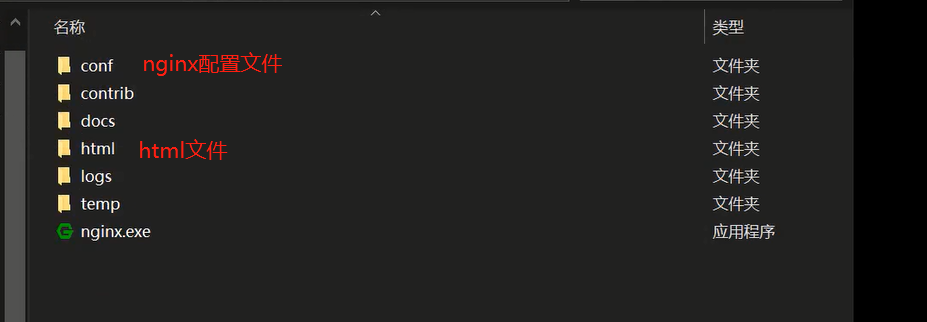 名称 类型
conf nginx配置文件 文件夹
contrib 文件夹
docs 文件夹
html html文件 文件夹
logs 文件夹
temp 文件夹
nginx.exe 应用程序